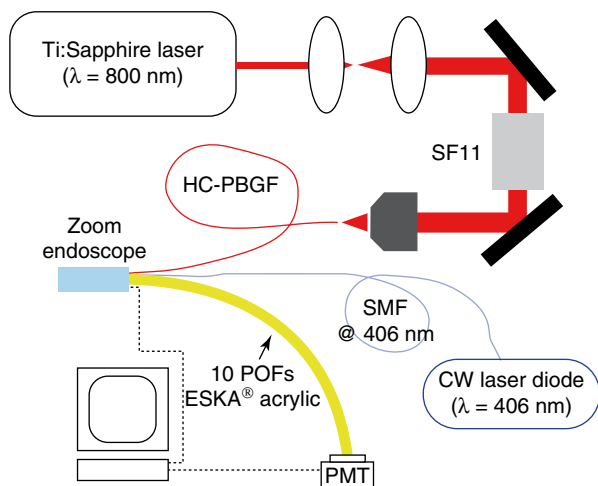 Ti:Sapphire laser
(λ = 800 nm)
SF11
HC-PBGF
Zoom
endoscope
SMF
@ 406 nm
10 POFs
ESKA® acrylic
CW laser diode
(λ = 406 nm)
PMT